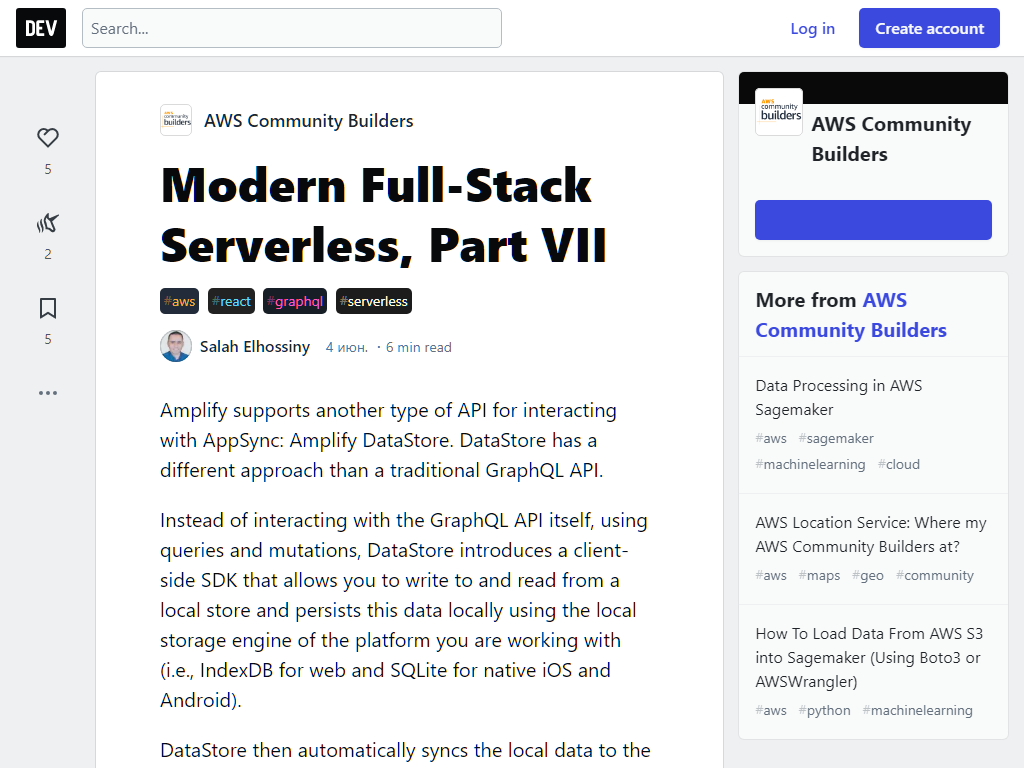 DEV
Search...
Log in
Create account
5
2
5
AWS Community Builders
Modern Full-Stack
Serverless, Part VII
#aws #react #graphql #serverless
Salah Elhossiny 4 июн. · 6 min read
Amplify supports another type of API for interacting
with AppSync: Amplify DataStore. DataStore has a
different approach than a traditional GraphQL API.
Instead of interacting with the GraphQL API itself, using
queries and mutations, DataStore introduces a client-
side SDK that allows you to write to and read from a
local store and persists this data locally using the local
storage engine of the platform you are working with
(i.e., IndexDB for web and SQLite for native iOS and
Android).
DataStore then automatically syncs the local data to the
aws
community
builders
AWS Community
Builders
More from AWS
Community Builders
Data Processing in AWS
Sagemaker
#aws #sagemaker
#machinelearning #cloud
AWS Location Service: Where my
AWS Community Builders at?
#aws #maps #geo #community
How To Load Data From AWS S3
into Sagemaker (Using Boto3 or
AWSWrangler)
#aws #python #machinelearning